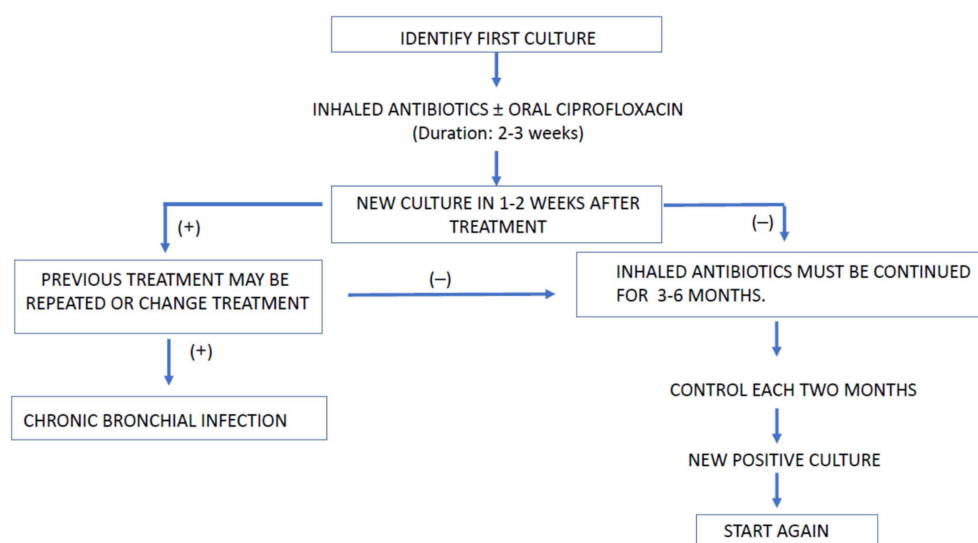 IDENTIFY FIRST CULTURE
INHALED ANTIBIOTICS ± ORAL CIPROFLOXACIN
(Duration: 2-3 weeks)
NEW CULTURE IN 1-2 WEEKS AFTER
TREATMENT
(+)
(–)
PREVIOUS TREATMENT MAY BE
REPEATED OR CHANGE TREATMENT
(–)
INHALED ANTIBIOTICS MUST BE CONTINUED
FOR 3-6 MONTHS.
(+)
CHRONIC BRONCHIAL INFECTION
CONTROL EACH TWO MONTHS
NEW POSITIVE CULTURE
START AGAIN